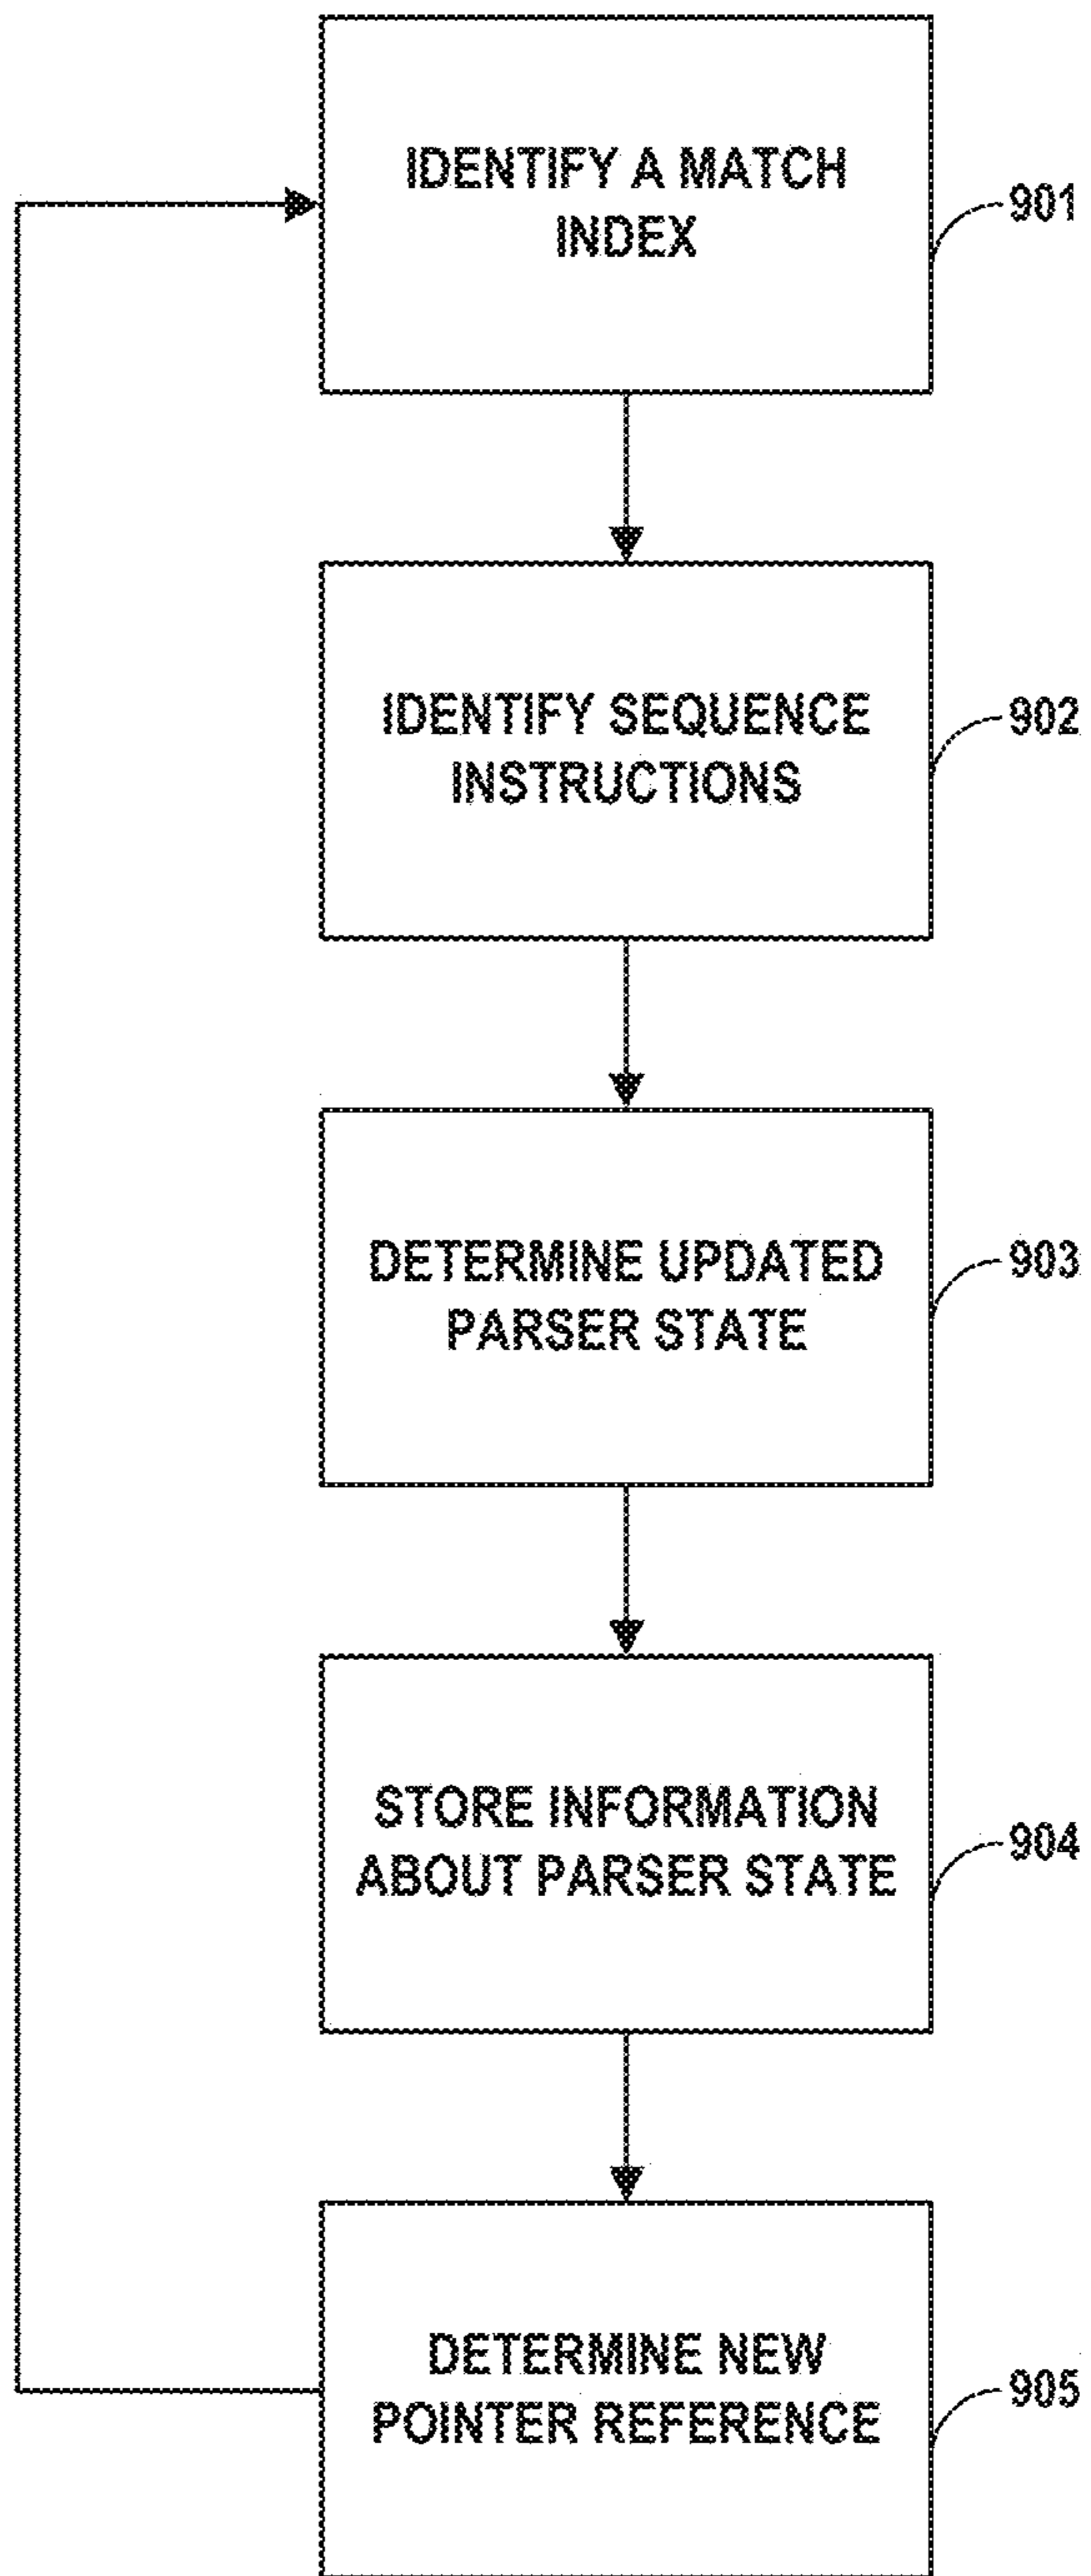 IDENTIFY A MATCH
INDEX
901
IDENTIFY SEQUENCE
INSTRUCTIONS
902
DETERMINE UPDATED
PARSER STATE
903
STORE INFORMATION
ABOUT PARSER STATE
904
DETERMINE NEW
POINTER REFERENCE
905